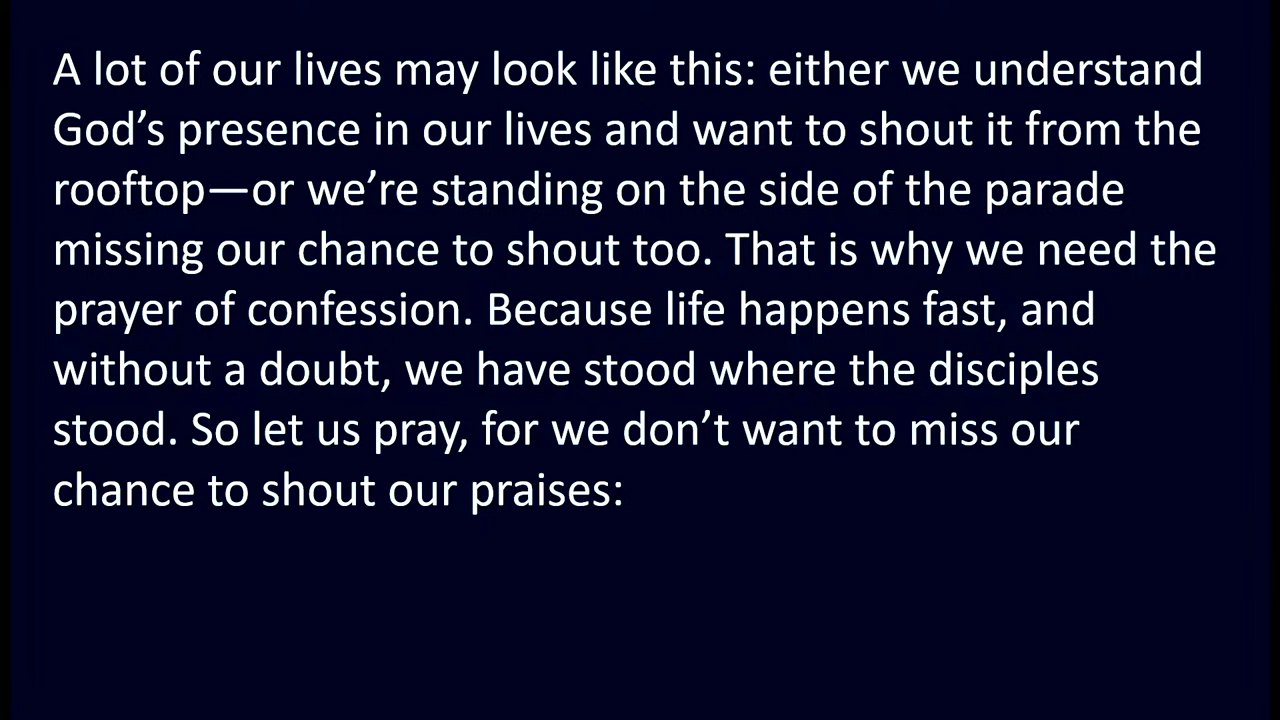 A lot of our lives may look like this: either we understand
God’s presence in our lives and want to shout it from the
rooftop—or we’re standing on the side of the parade
missing our chance to shout too. That is why we need the
prayer of confession. Because life happens fast, and
without a doubt, we have stood where the disciples
stood. So let us pray, for we don’t want to miss our
chance to shout our praises: